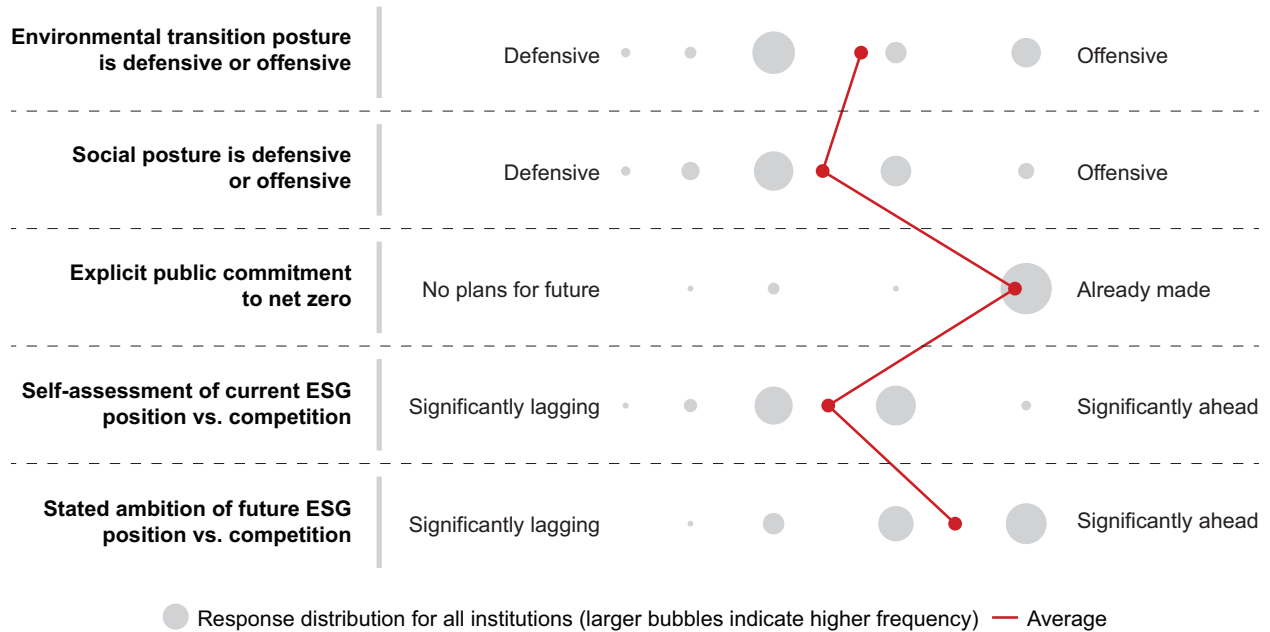 Environmental transition posture
is defensive or offensive
Defensive
Offensive
Social posture is defensive
or offensive
Defensive
Offensive
Explicit public commitment
to net zero
No plans for future
Already made
Self-assessment of current ESG
position vs. competition
Significantly lagging
Significantly ahead
Stated ambition of future ESG
position vs. competition
Significantly lagging
Significantly ahead
Response distribution for all institutions (larger bubbles indicate higher frequency)
Average